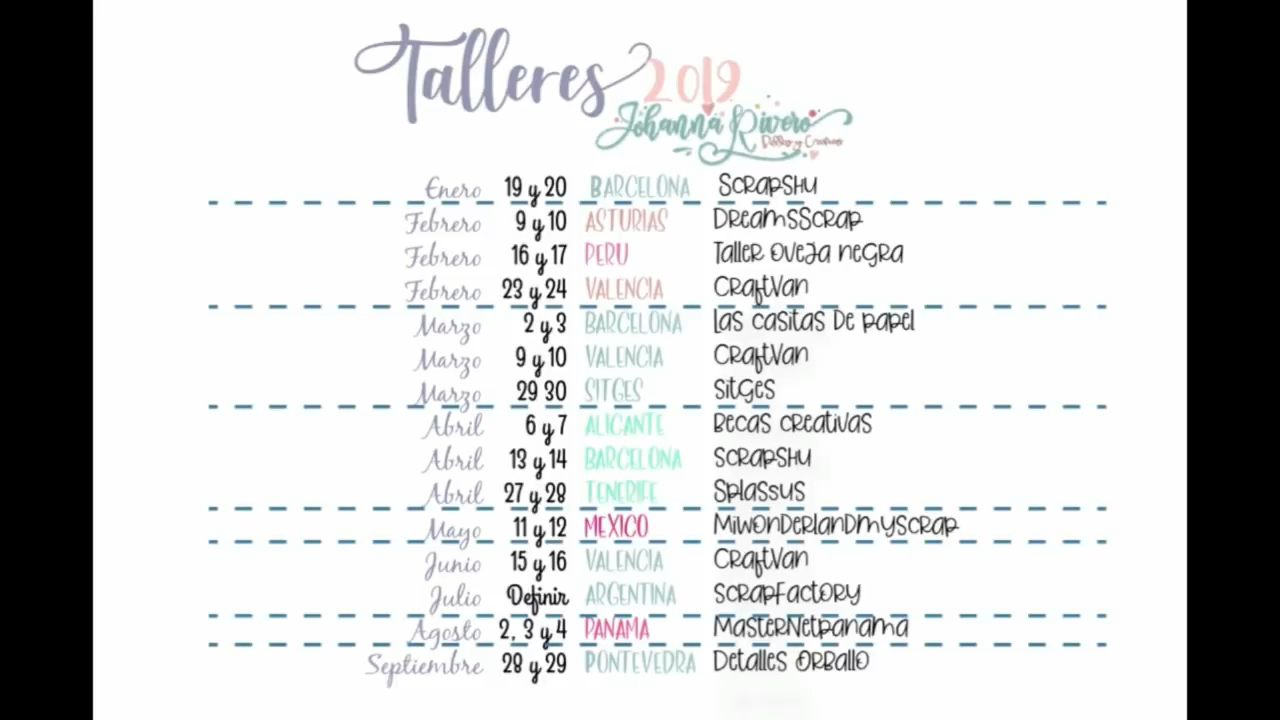 Talleres 2019
Johanna Rivero
Enero 19 y 20 BARCELONA ScrapShu
Febrero 9 y 10 ASTURIAS DreamsScrap
Febrero 16 y 17 PERU Taller oveja negra
Febrero 23 y 24 VALENCIA CraftVan
Marzo 2 y 3 BARCELONA Las casitas De papel
Marzo 9 y 10 VALENCIA CraftVan
Marzo 29 30 SITGES Sitges
Abril 6 y 7 ALICANTE Becas creativas
Abril 13 y 14 BARCELONA ScrapShu
Abril 27 y 28 TENERIFE Splassus
Mayo 11 y 12 MEXICO MiWonderlandmyscrap
Junio 15 y 16 VALENCIA CraftVan
Julio Definir ARGENTINA ScrapFactory
Agosto 2, 3 y 4 PANAMA MasterNetpanama
Septiembre 28 y 29 PONTEVEDRA Detalles Orballo